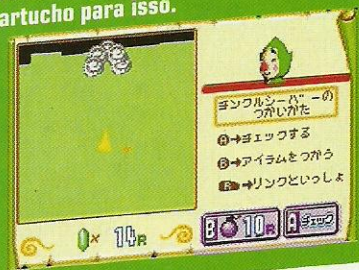 artucho para isso.
チンクルシーバーの
つかいかた
A→チェックする
B→アイテムをつかう
→リンクといっしょ
× 14R
B 10R A チェック